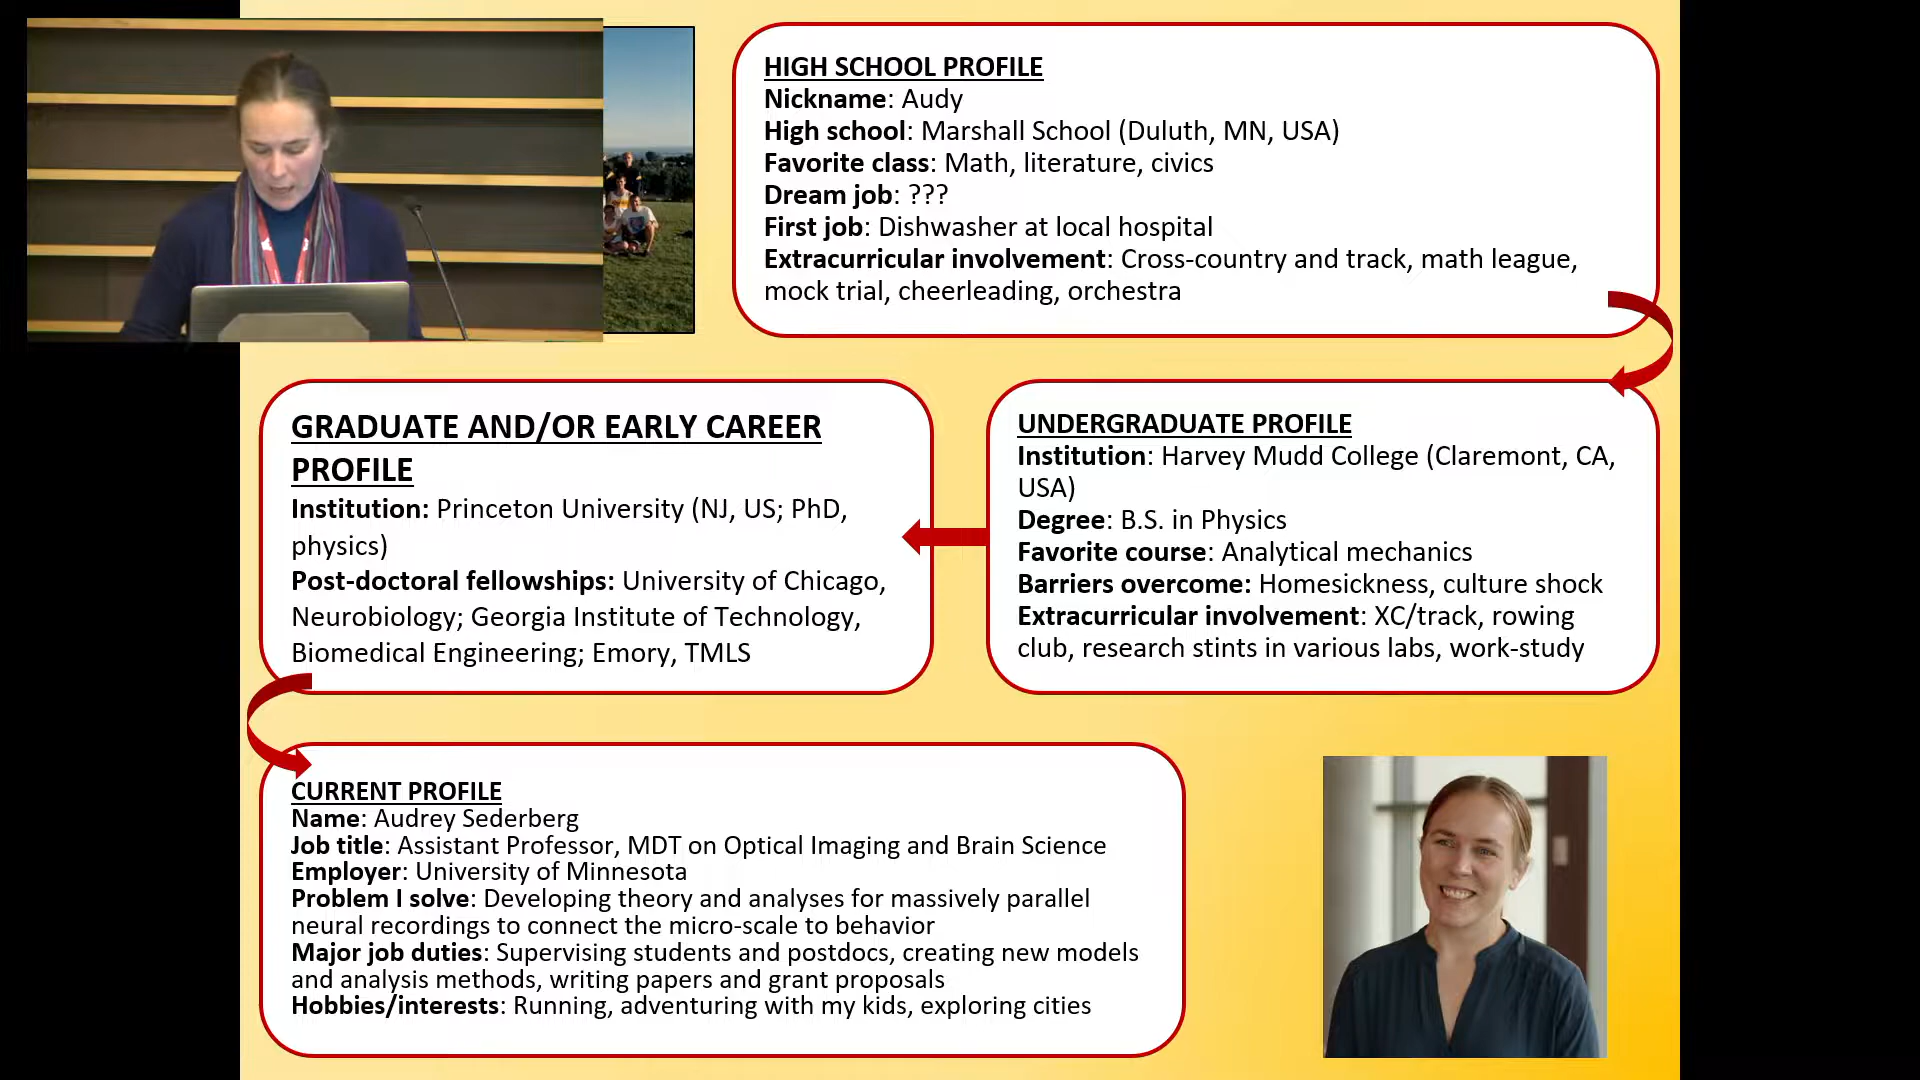 HIGH SCHOOL PROFILE
Nickname: Audy
High school: Marshall School (Duluth, MN, USA)
Favorite class: Math, literature, civics
Dream job: ???
First job: Dishwasher at local hospital
Extracurricular involvement: Cross-country and track, math league,
mock trial, cheerleading, orchestra
UNDERGRADUATE PROFILE
Institution: Harvey Mudd College (Claremont, CA,
USA)
Degree: B.S. in Physics
Favorite course: Analytical mechanics
Barriers overcome: Homesickness, culture shock
Extracurricular involvement: XC/track, rowing
club, research stints in various labs, work-study
GRADUATE AND/OR EARLY CAREER
PROFILE
Institution: Princeton University (NJ, US; PhD,
physics)
Post-doctoral fellowships: University of Chicago,
Neurobiology; Georgia Institute of Technology,
Biomedical Engineering; Emory, TMLS
CURRENT PROFILE
Name: Audrey Sederberg
Job title: Assistant Professor, MDT on Optical Imaging and Brain Science
Employer: University of Minnesota
Problem I solve: Developing theory and analyses for massively parallel
neural recordings to connect the micro-scale to behavior
Major job duties: Supervising students and postdocs, creating new models
and analysis methods, writing papers and grant proposals
Hobbies/interests: Running, adventuring with my kids, exploring cities